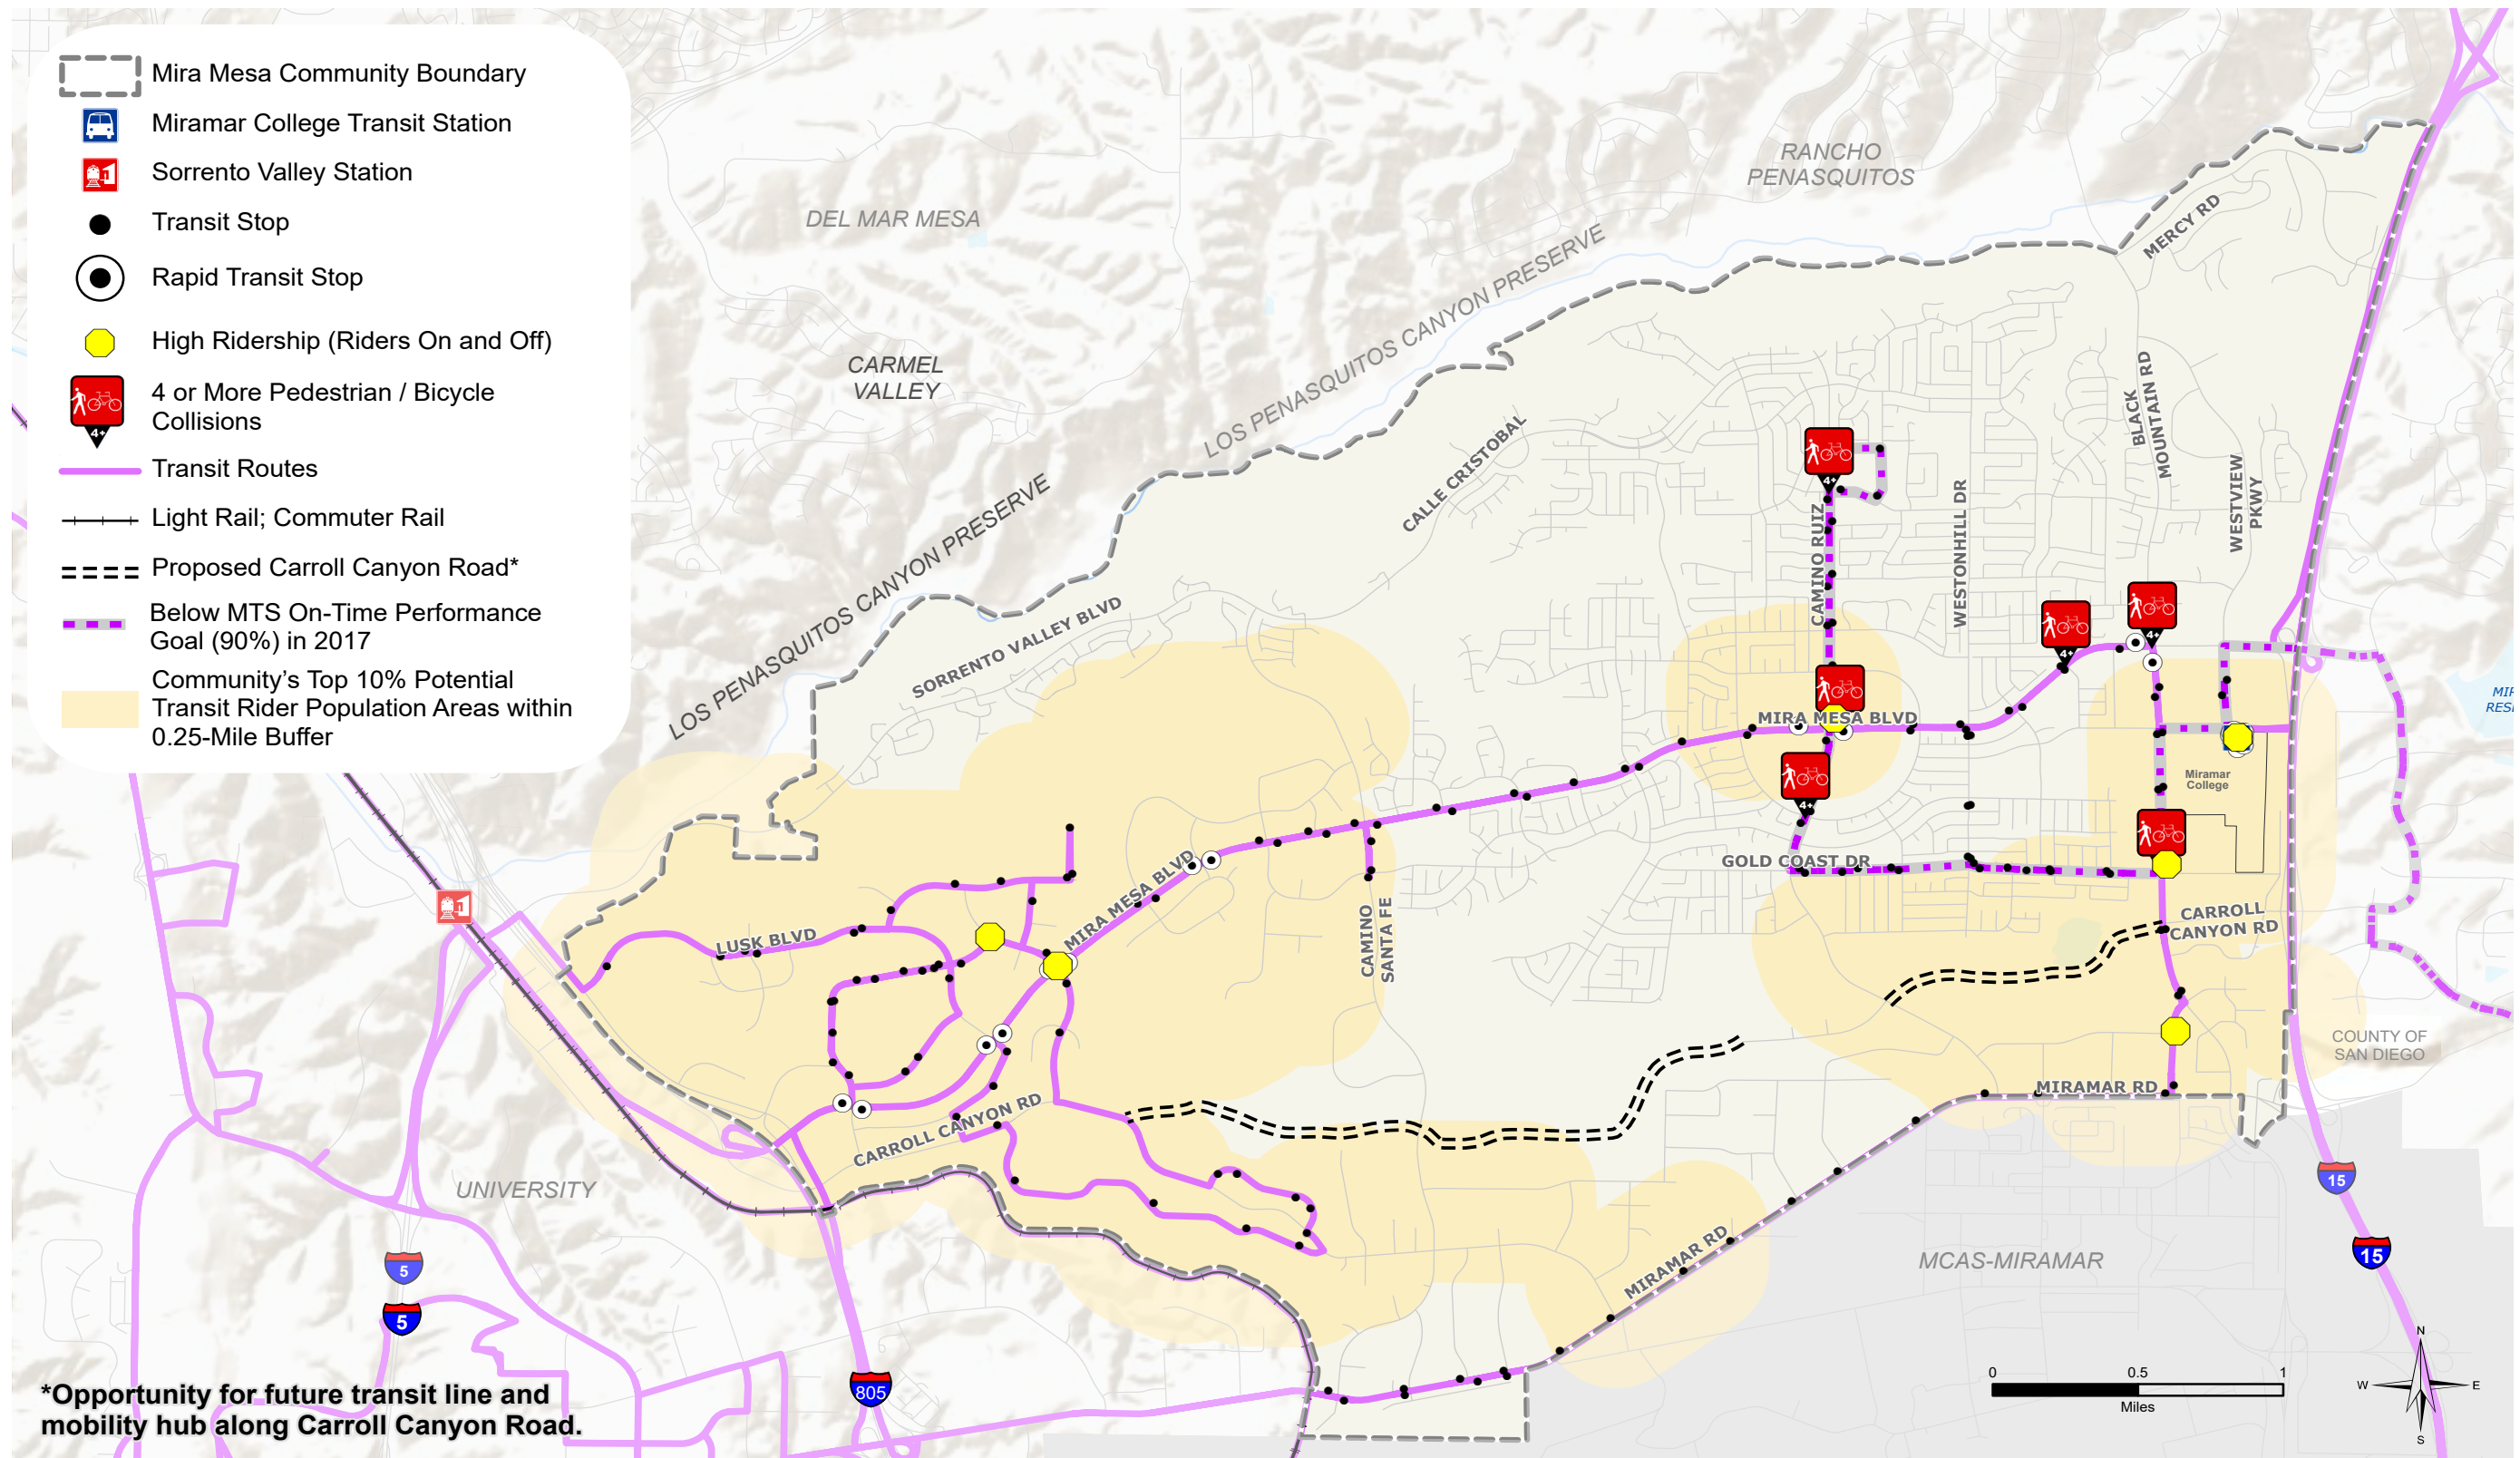 Mira Mesa Community Boundary
Miramar College Transit Station
Sorrento Valley Station
Transit Stop
Rapid Transit Stop
High Ridership (Riders On and Off)
4 or More Pedestrian / Bicycle
Collisions
4+
Transit Routes
Light Rail; Commuter Rail
Proposed Carroll Canyon Road*
Below MTS On-Time Performance
Goal (90%) in 2017
Community’s Top 10% Potential
Transit Rider Population Areas within
0.25-Mile Buffer
RANCHO
PENASQUITOS
DEL MAR MESA
MERCY RD
LOS PENASQUITOS CANYON PRESERVE
CARMEL
VALLEY
BLACK
MOUNTAIN RD
CALLE CRISTOBAL
WESTVIEW
PKWY
4+
LOS PENASQUITOS CANYON PRESERVE
CAMINO RUIZ
WESTONHILL DR
SORRENTO VALLEY BLVD
4+
4+
MIRA MESA BLVD
Miramar
College
4+
GOLD COAST DR
MIRA MESA BLVD
CAMINO
SANTA FE
CARROLL
CANYON RD
LUSK BLVD
COUNTY OF
SAN DIEGO
MIRAMAR RD
CARROLL CANYON RD
UNIVERSITY
15
5
15
5
805
MIRAMAR RD
MCAS-MIRAMAR
0
0.5
1
Miles
N
W
E
S
*Opportunity for future transit line and
mobility hub along Carroll Canyon Road.